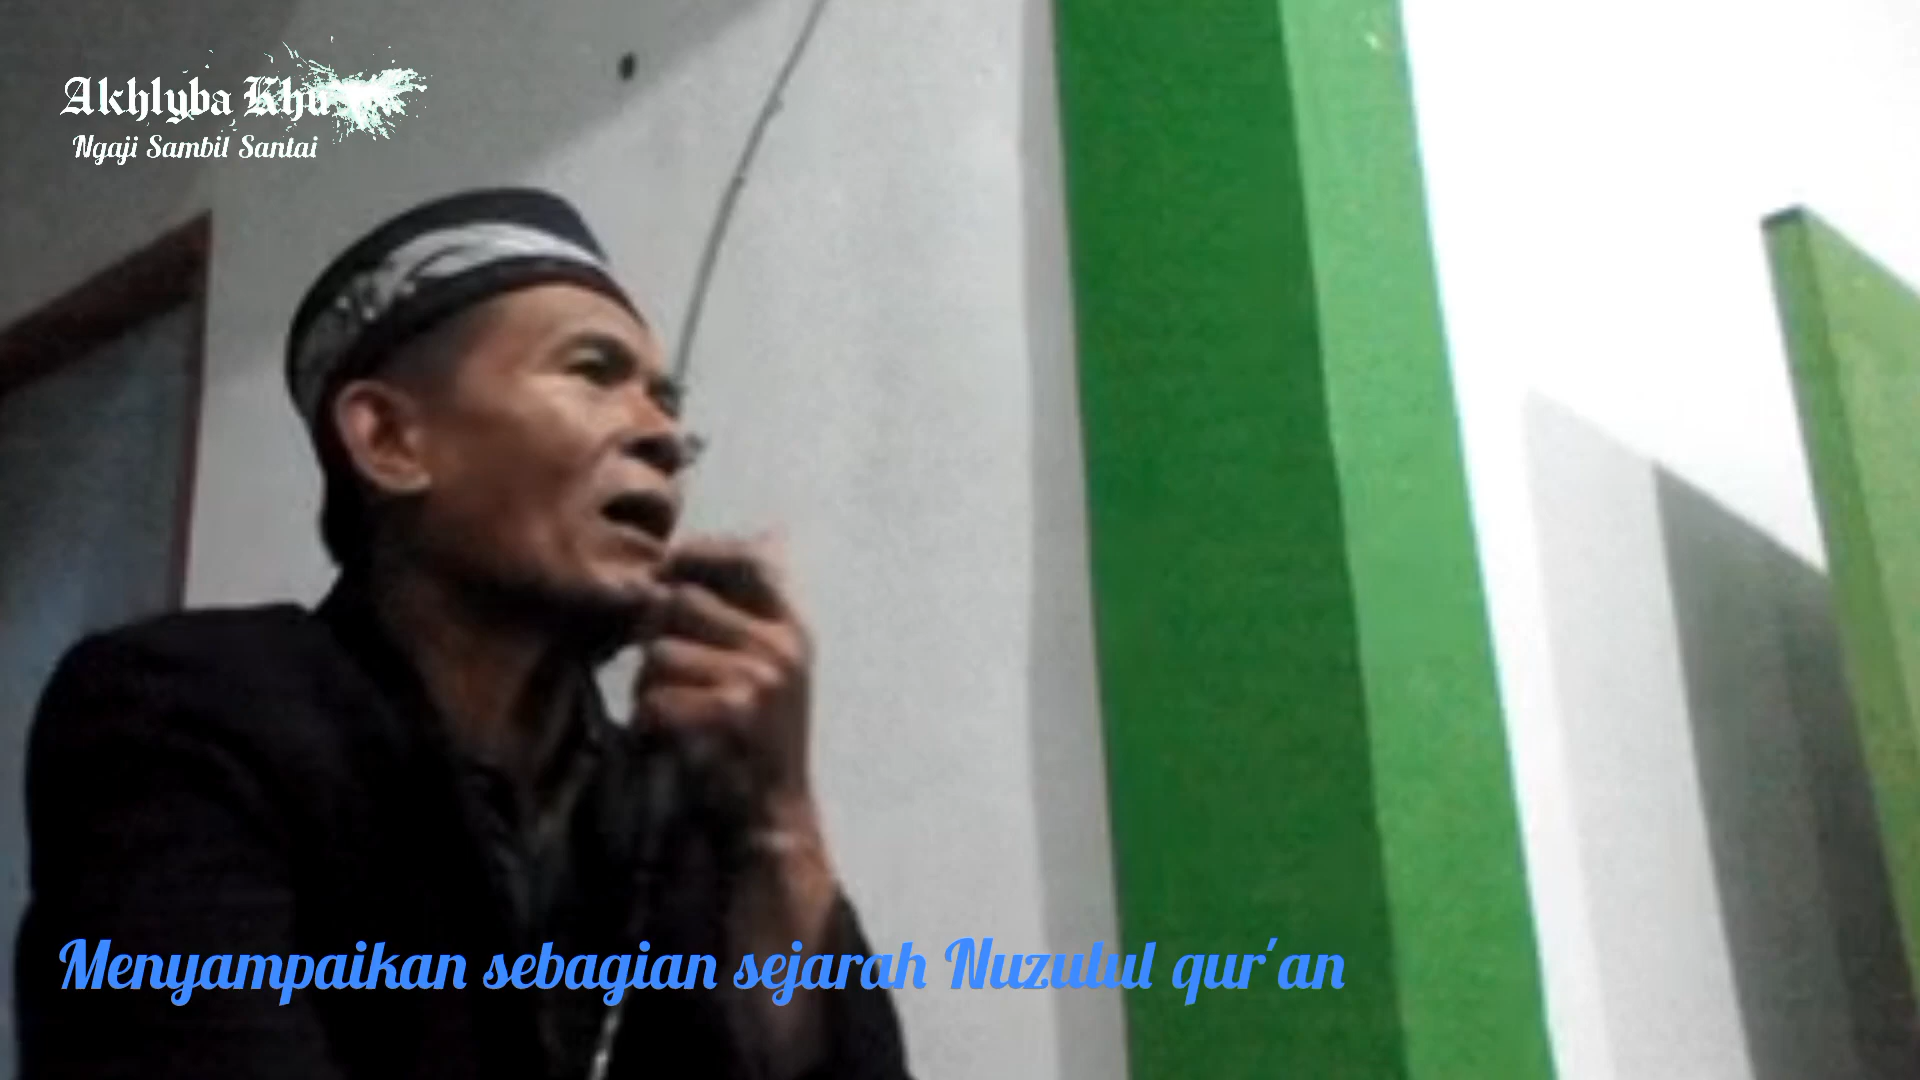 Akhlyba
Ngaji Sambil Santai
Menyampaikan sebagian sejarah Nuzulul qur'an